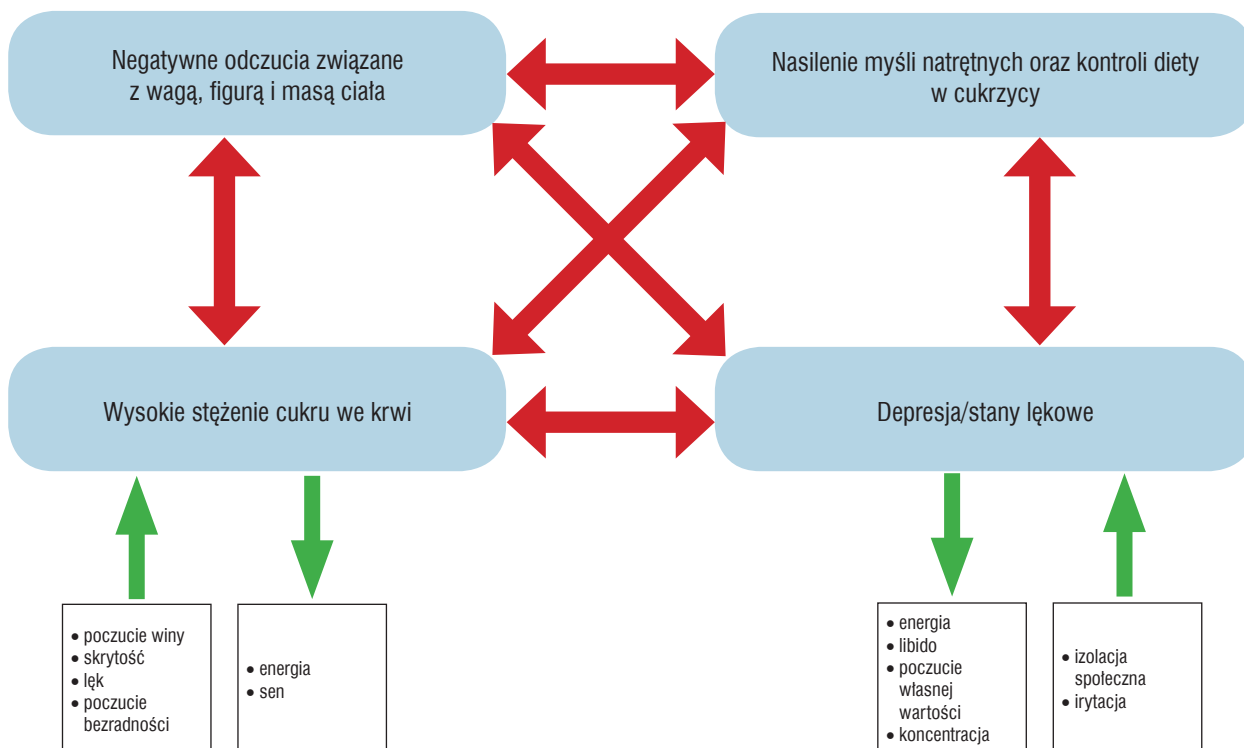 Negatywne odczucia związane
z wagą, figurą i masą ciała
Nasilenie myśli natrętnych oraz kontroli diety
w cukrzycy
Wysokie stężenie cukru we krwi
Depresja/stany lękowe
• poczucie winy
• skrytość
• lęk
• poczucie
bezradności
• energia
• sen
• energia
• libido
• poczucie
własnej
wartości
• koncentracja
• izolacja
społeczna
• irytacja